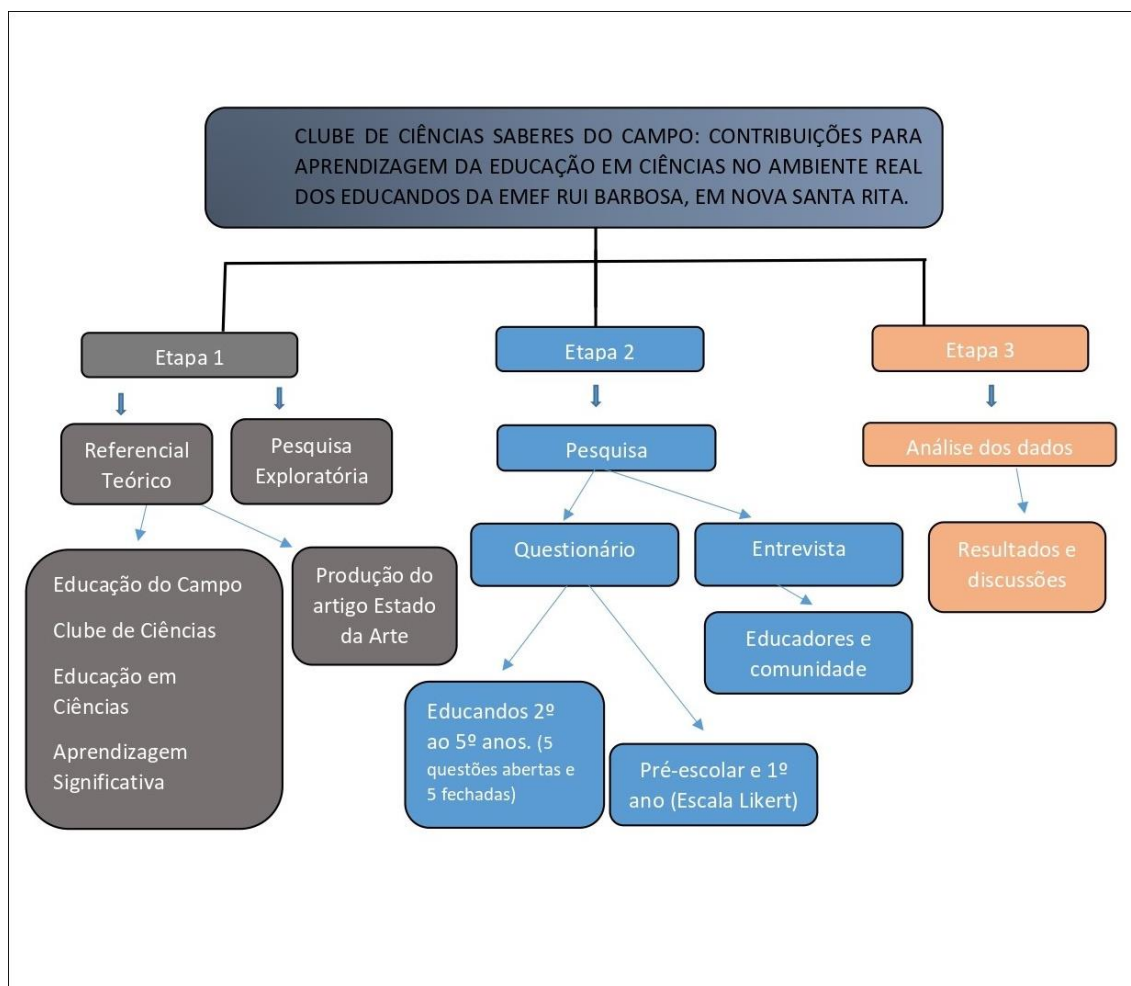 CLUBE DE CIÊNCIAS SABERES DO CAMPO: CONTRIBUIÇÕES PARA
APRENDIZAGEM DA EDUCAÇÃO EM CIÊNCIAS NO AMBIENTE REAL
DOS EDUCANDOS DA EMEF RUI BARBOSA, EM NOVA SANTA RITA.
Etapa 1
Referencial
Teórico
Pesquisa
Exploratória
Educação do Campo
Clube de Ciências
Educação em
Ciências
Aprendizagem
Significativa
Produção do
artigo Estado
da Arte
Etapa 2
Pesquisa
Questionário
Entrevista
Educandos 2º
ao 5º anos. (5
questões abertas e
5 fechadas)
Pré-escolar e 1º
ano (Escala Likert)
Educadores e
comunidade
Etapa 3
Análise dos dados
Resultados e
discussões